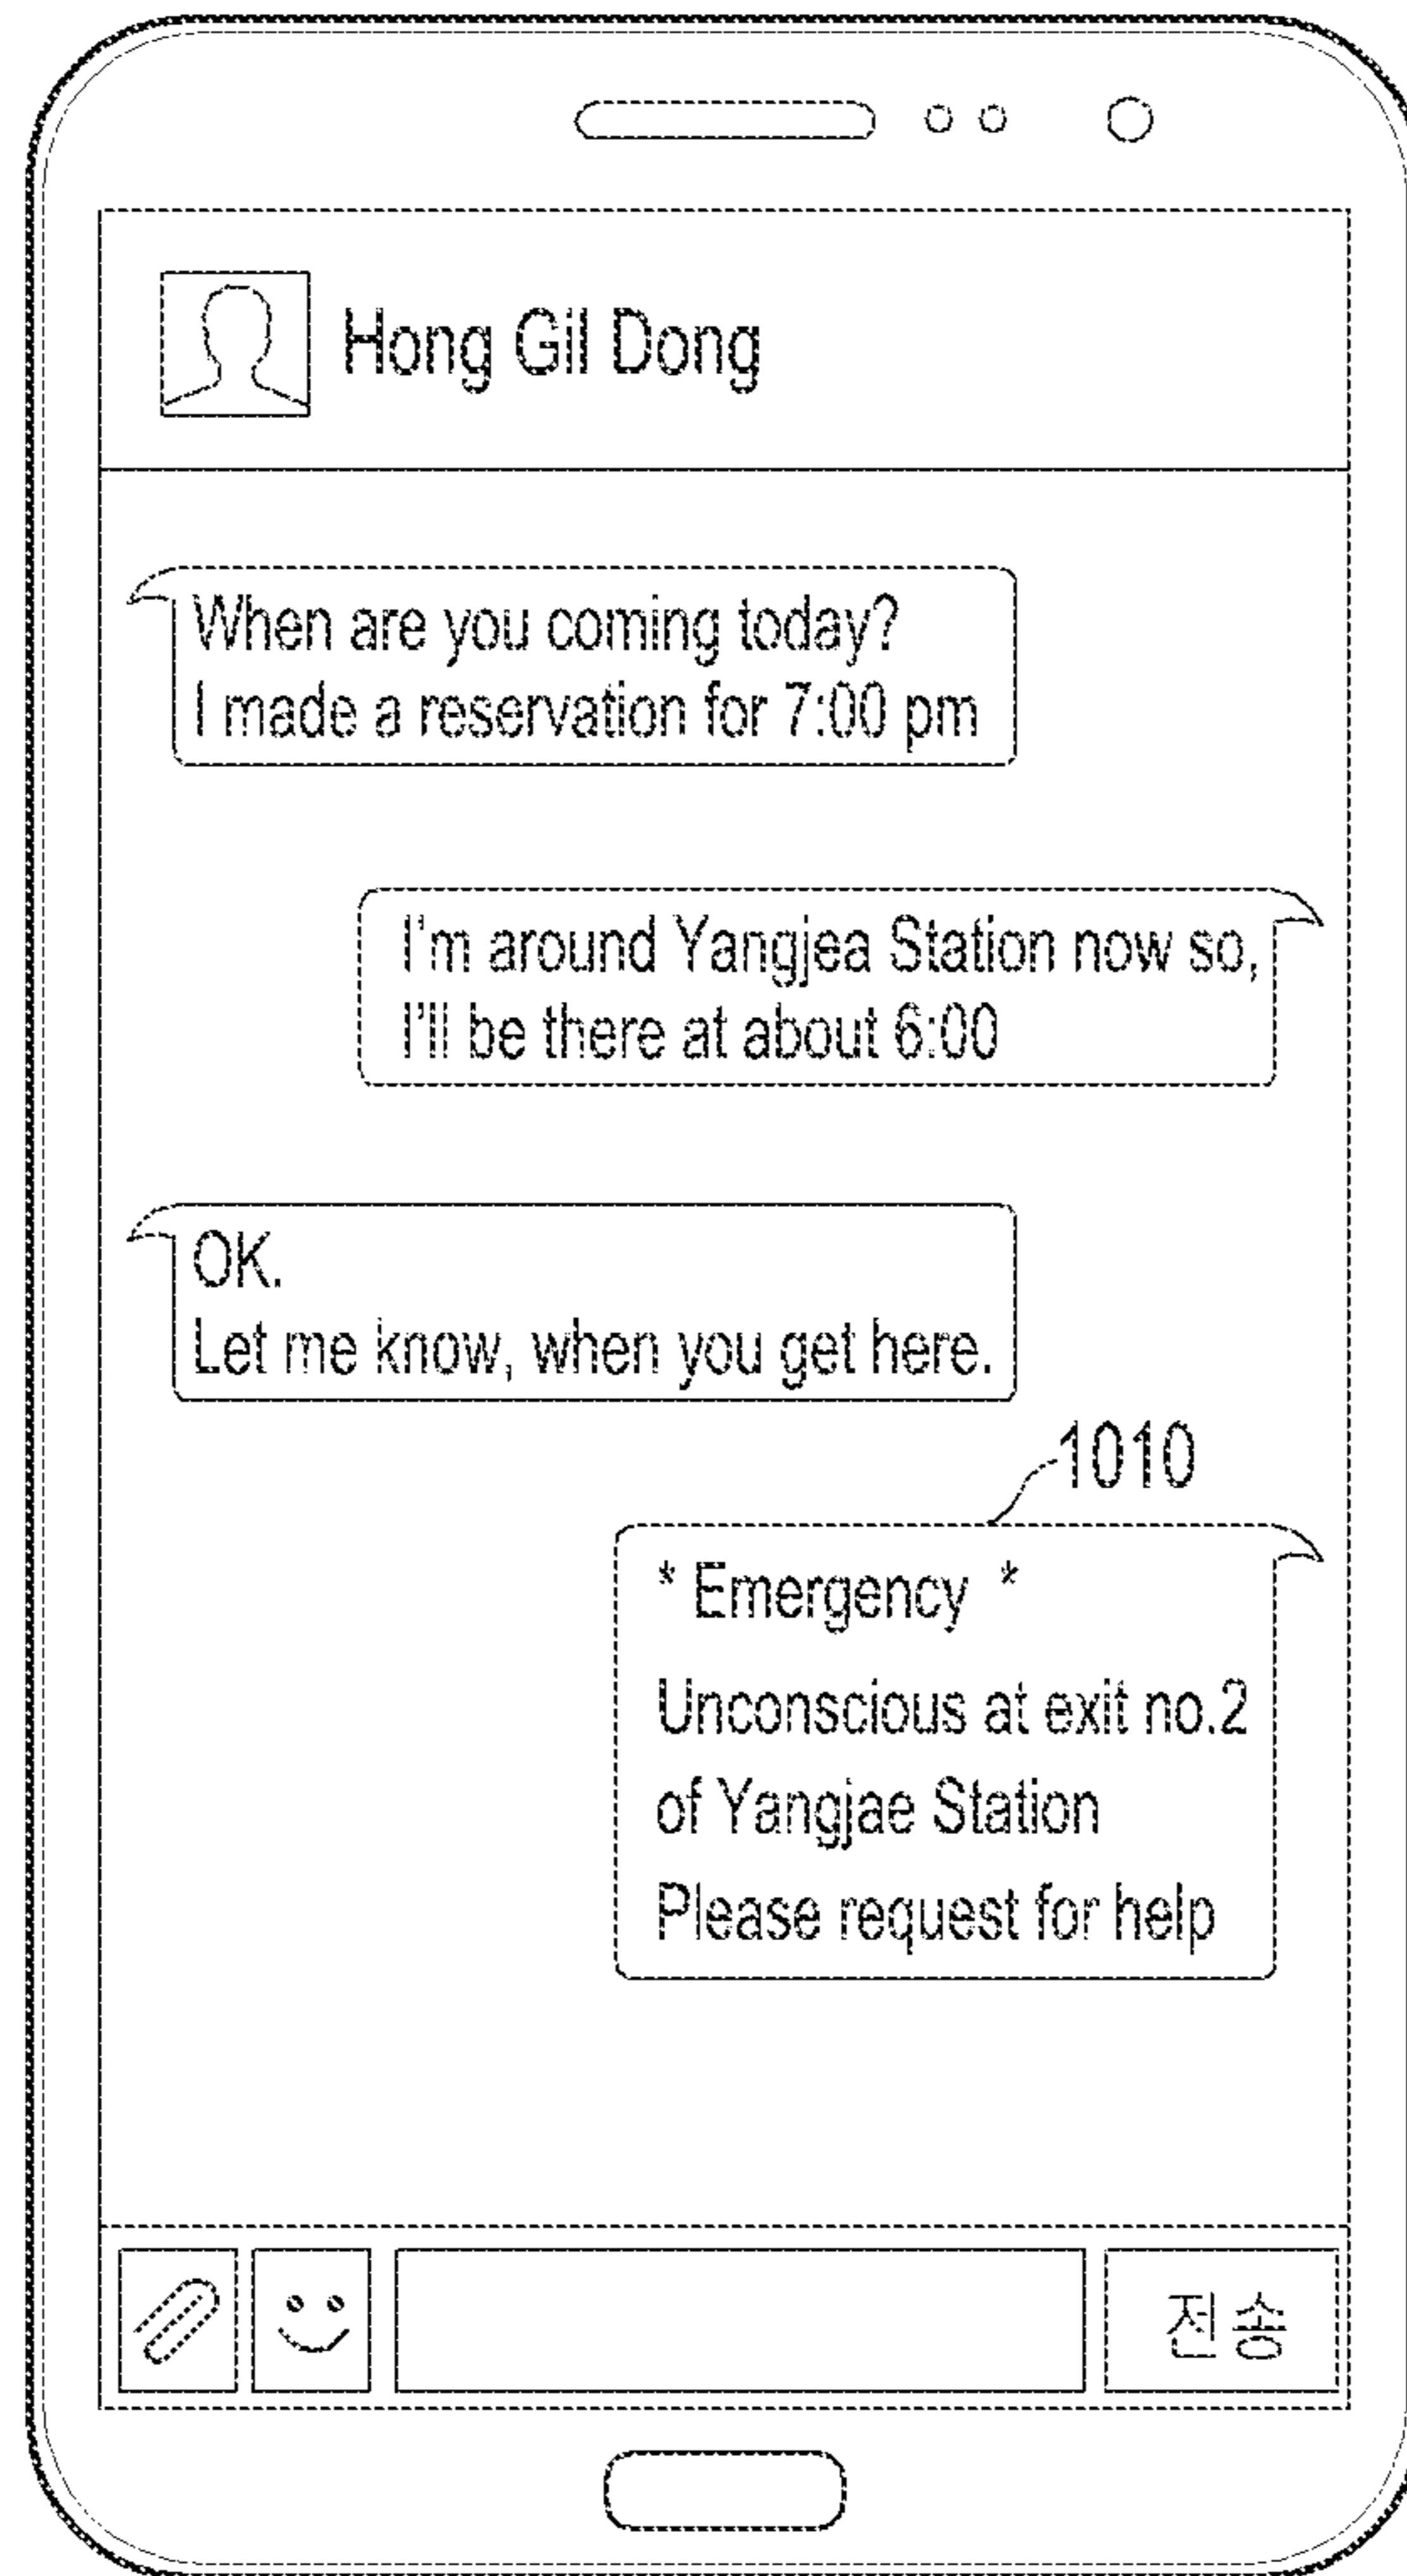 Hong Gil Dong
When are you coming today?
I made a reservation for 7:00 pm
I'm around Yangjea Station now so,
I'll be there at about 6:00
OK.
Let me know, when you get here.
1010
* Emergency *
Unconscious at exit no.2
of Yangjae Station
Please request for help
전송